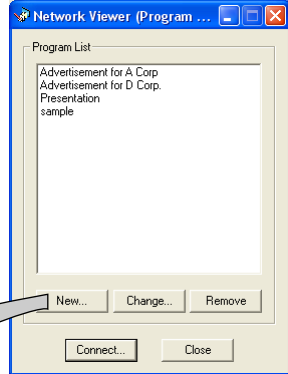 Network Viewer (Program ...
Program List
Advertisement for A Corp
Advertisement for D Corp.
Presentation
sample
New... Change... Remove
Connect... Close